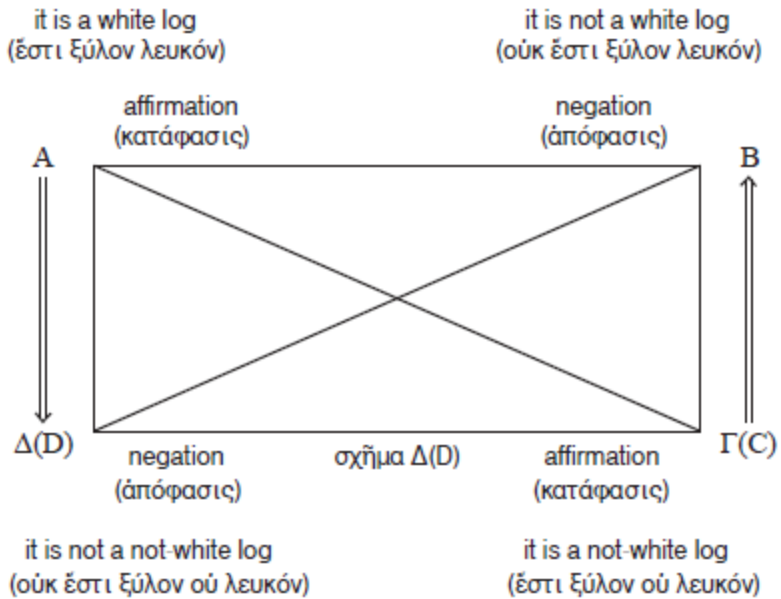 it is a white log
(ἔστι ξύλον λευκόν)
it is not a white log
(οὐκ ἔστι ξύλον λευκόν)
affirmation
(κατάφασις)
negation
(ἀπόφασις)
A
B
Δ(D)
Γ(C)
negation
(ἀπόφασις)
σχῆμα Δ(D)
affirmation
(κατάφασις)
it is not a not-white log
(οὐκ ἔστι ξύλον οὐ λευκόν)
it is a not-white log
(ἔστι ξύλον οὐ λευκόν)